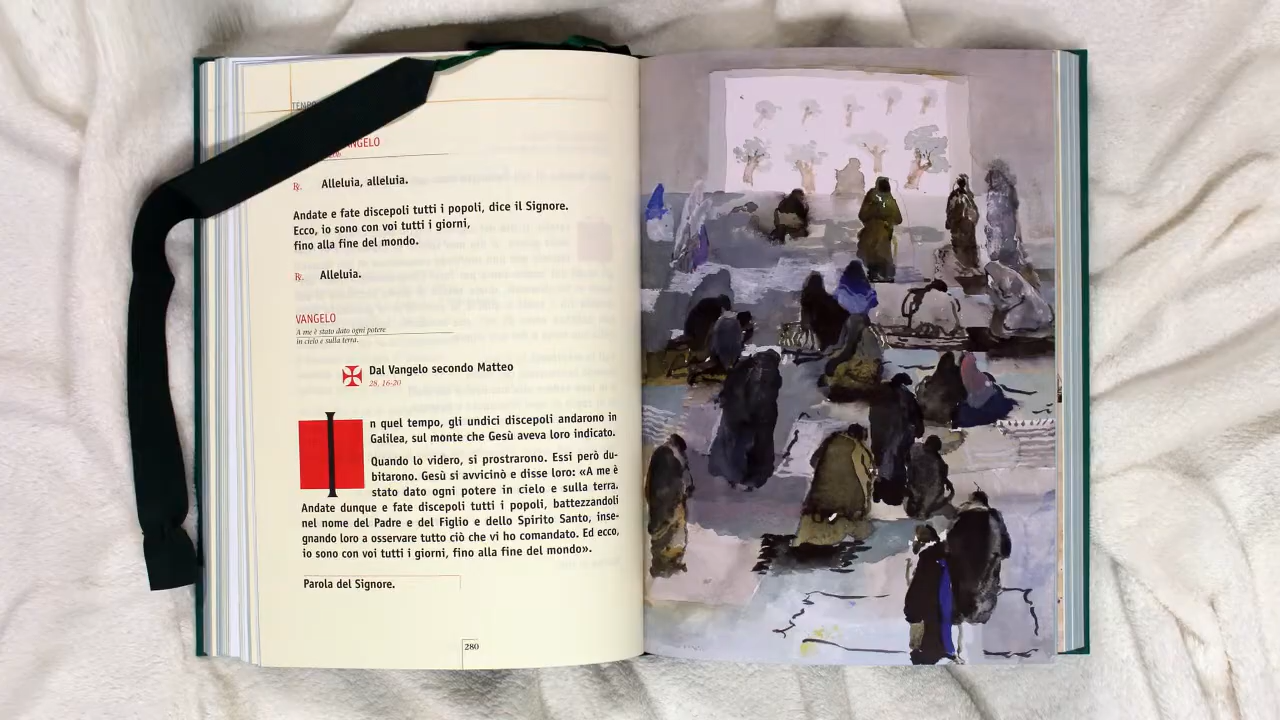 TEMPO
ANGELO
℟. Alleluia, alleluia.
Andate e fate discepoli tutti i popoli, dice il Signore.
Ecco, io sono con voi tutti i giorni,
fino alla fine del mondo.
℟. Alleluia.
VANGELO
A me è stato dato ogni potere
in cielo e sulla terra.
Dal Vangelo secondo Matteo
28, 16-20
In quel tempo, gli undici discepoli andarono in
Galilea, sul monte che Gesù aveva loro indicato.
Quando lo videro, si prostrarono. Essi però du-
bitarono. Gesù si avvicinò e disse loro: «A me è
stato dato ogni potere in cielo e sulla terra.
Andate dunque e fate discepoli tutti i popoli, battezzandoli
nel nome del Padre e del Figlio e dello Spirito Santo, inse-
gnando loro a osservare tutto ciò che vi ho comandato. Ed ecco,
io sono con voi tutti i giorni, fino alla fine del mondo».
Parola del Signore.
280